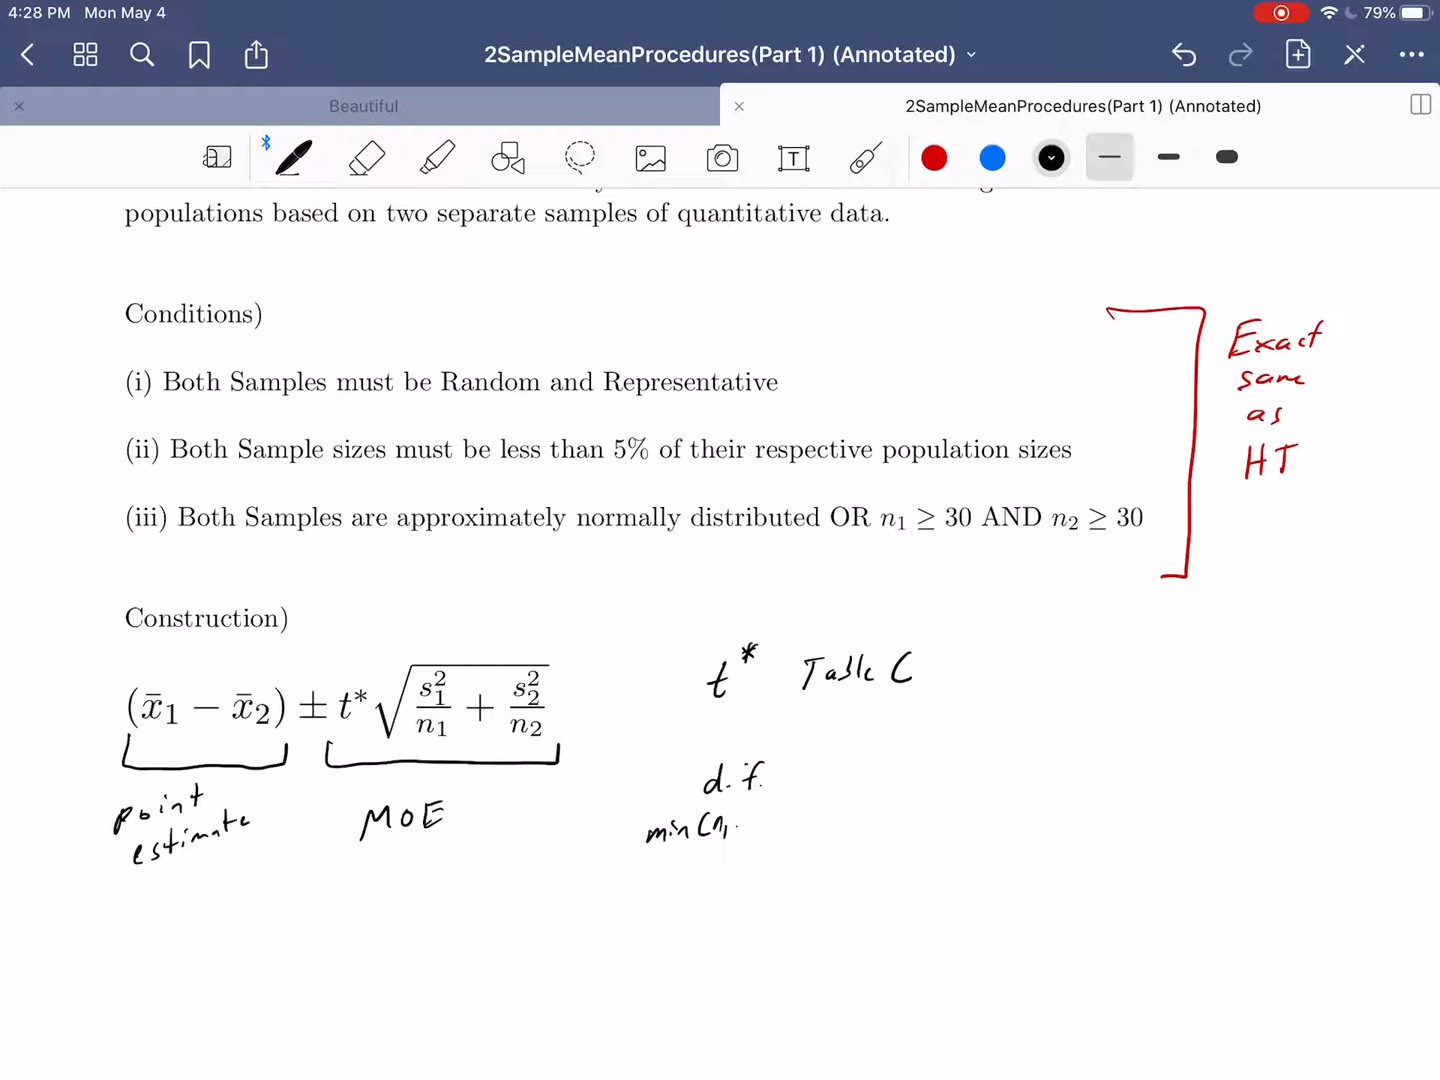 4:28 PM Mon May 4
79%
2SampleMeanProcedures(Part 1) (Annotated)
Beautiful
2SampleMeanProcedures(Part 1) (Annotated)
populations based on two separate samples of quantitative data.
Conditions)
(i) Both Samples must be Random and Representative
(ii) Both Sample sizes must be less than 5% of their respective population sizes
(iii) Both Samples are approximately normally distributed OR n₁ ≥ 30 AND n₂ ≥ 30
Exact
same
as
HT
Construction)
(x̄₁ − x̄₂) ± t* √(s₁²/n₁ + s₂²/n₂)
t* Table C
point
estimate
MOE
d.f.
min(n₁